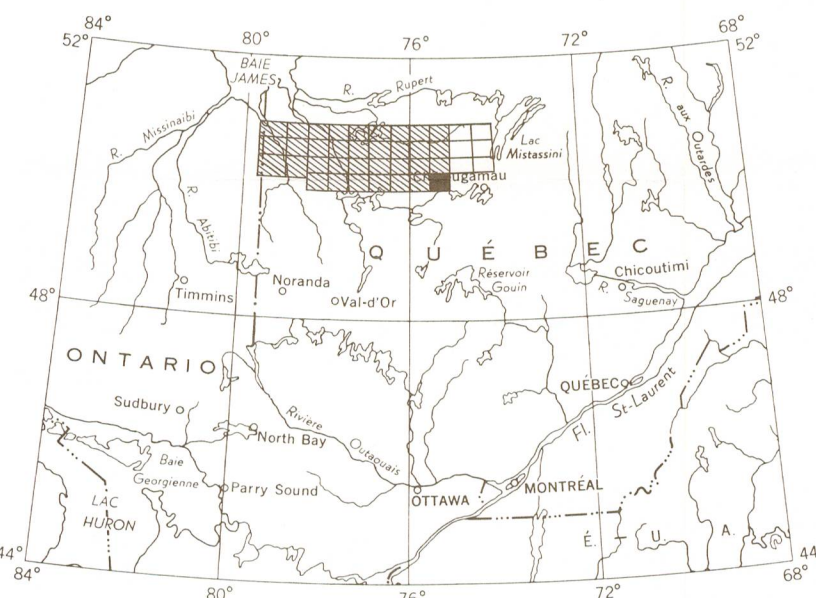 84°
80°
76°
72°
68°
52°
52°
BAIE
JAMES
R. Rupert
R. Missinaibi
R. aux Outardes
Lac
Mistassini
ugamau
R. Abitibi
QUÉBEC
Chicoutimi
R. Saguenay
Réservoir
Gouin
Noranda
Timmins
Val-d'Or
48°
48°
ONTARIO
QUÉBEC
Sudbury
Fl. St-Laurent
Rivière Outaouais
North Bay
Baie
Georgienne
Parry Sound
OTTAWA
MONTRÉAL
LAC
HURON
É. U. A.
44°
44°
84°
80°
76°
72°
68°